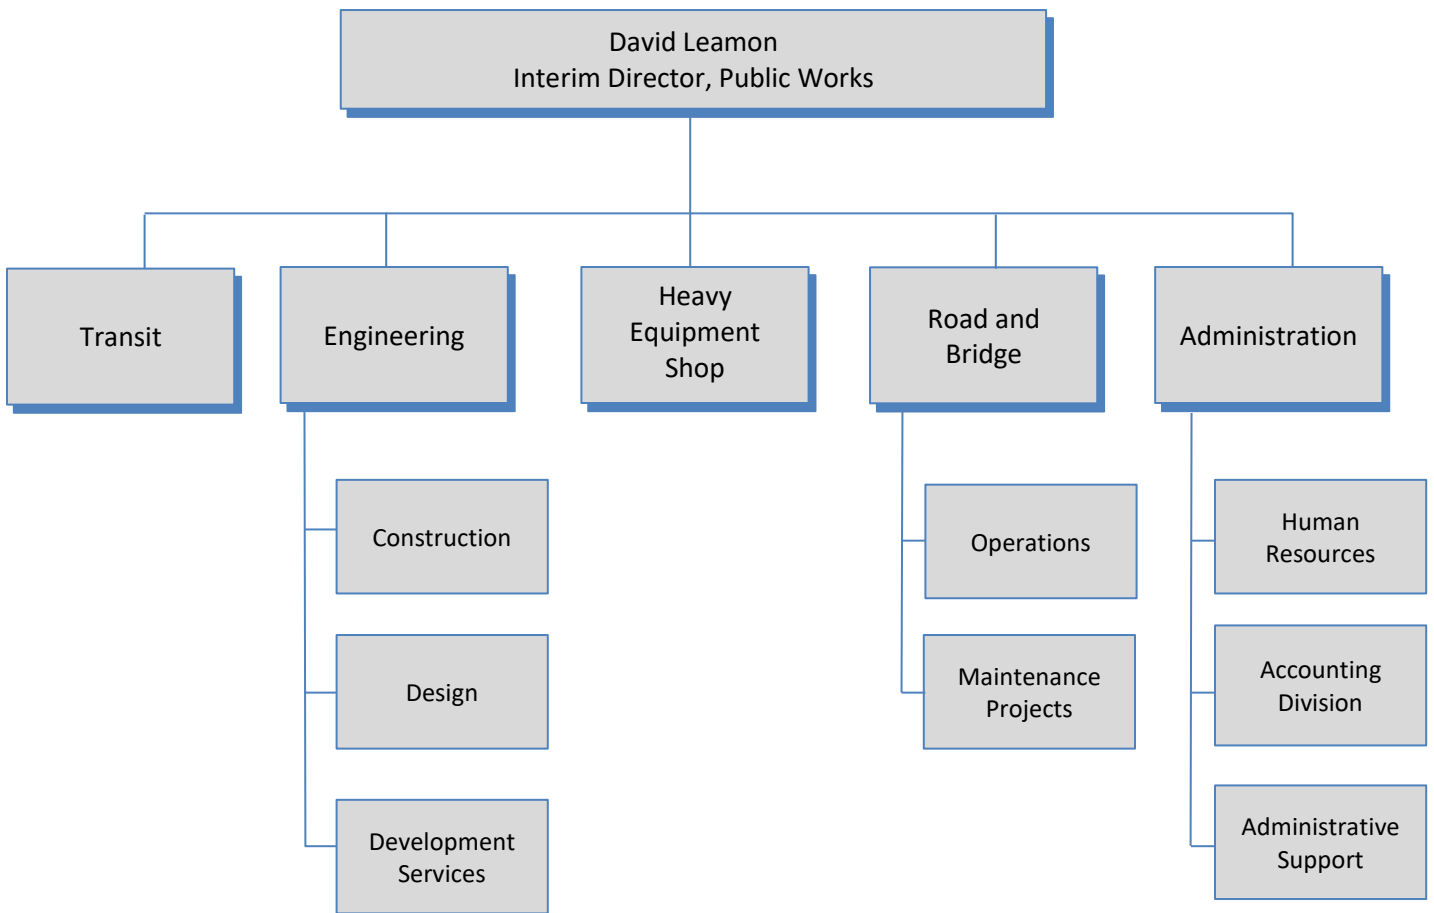 David Leamon
Interim Director, Public Works
Transit
Engineering
Heavy
Equipment
Shop
Road and
Bridge
Administration
Construction
Design
Development
Services
Operations
Maintenance
Projects
Human
Resources
Accounting
Division
Administrative
Support